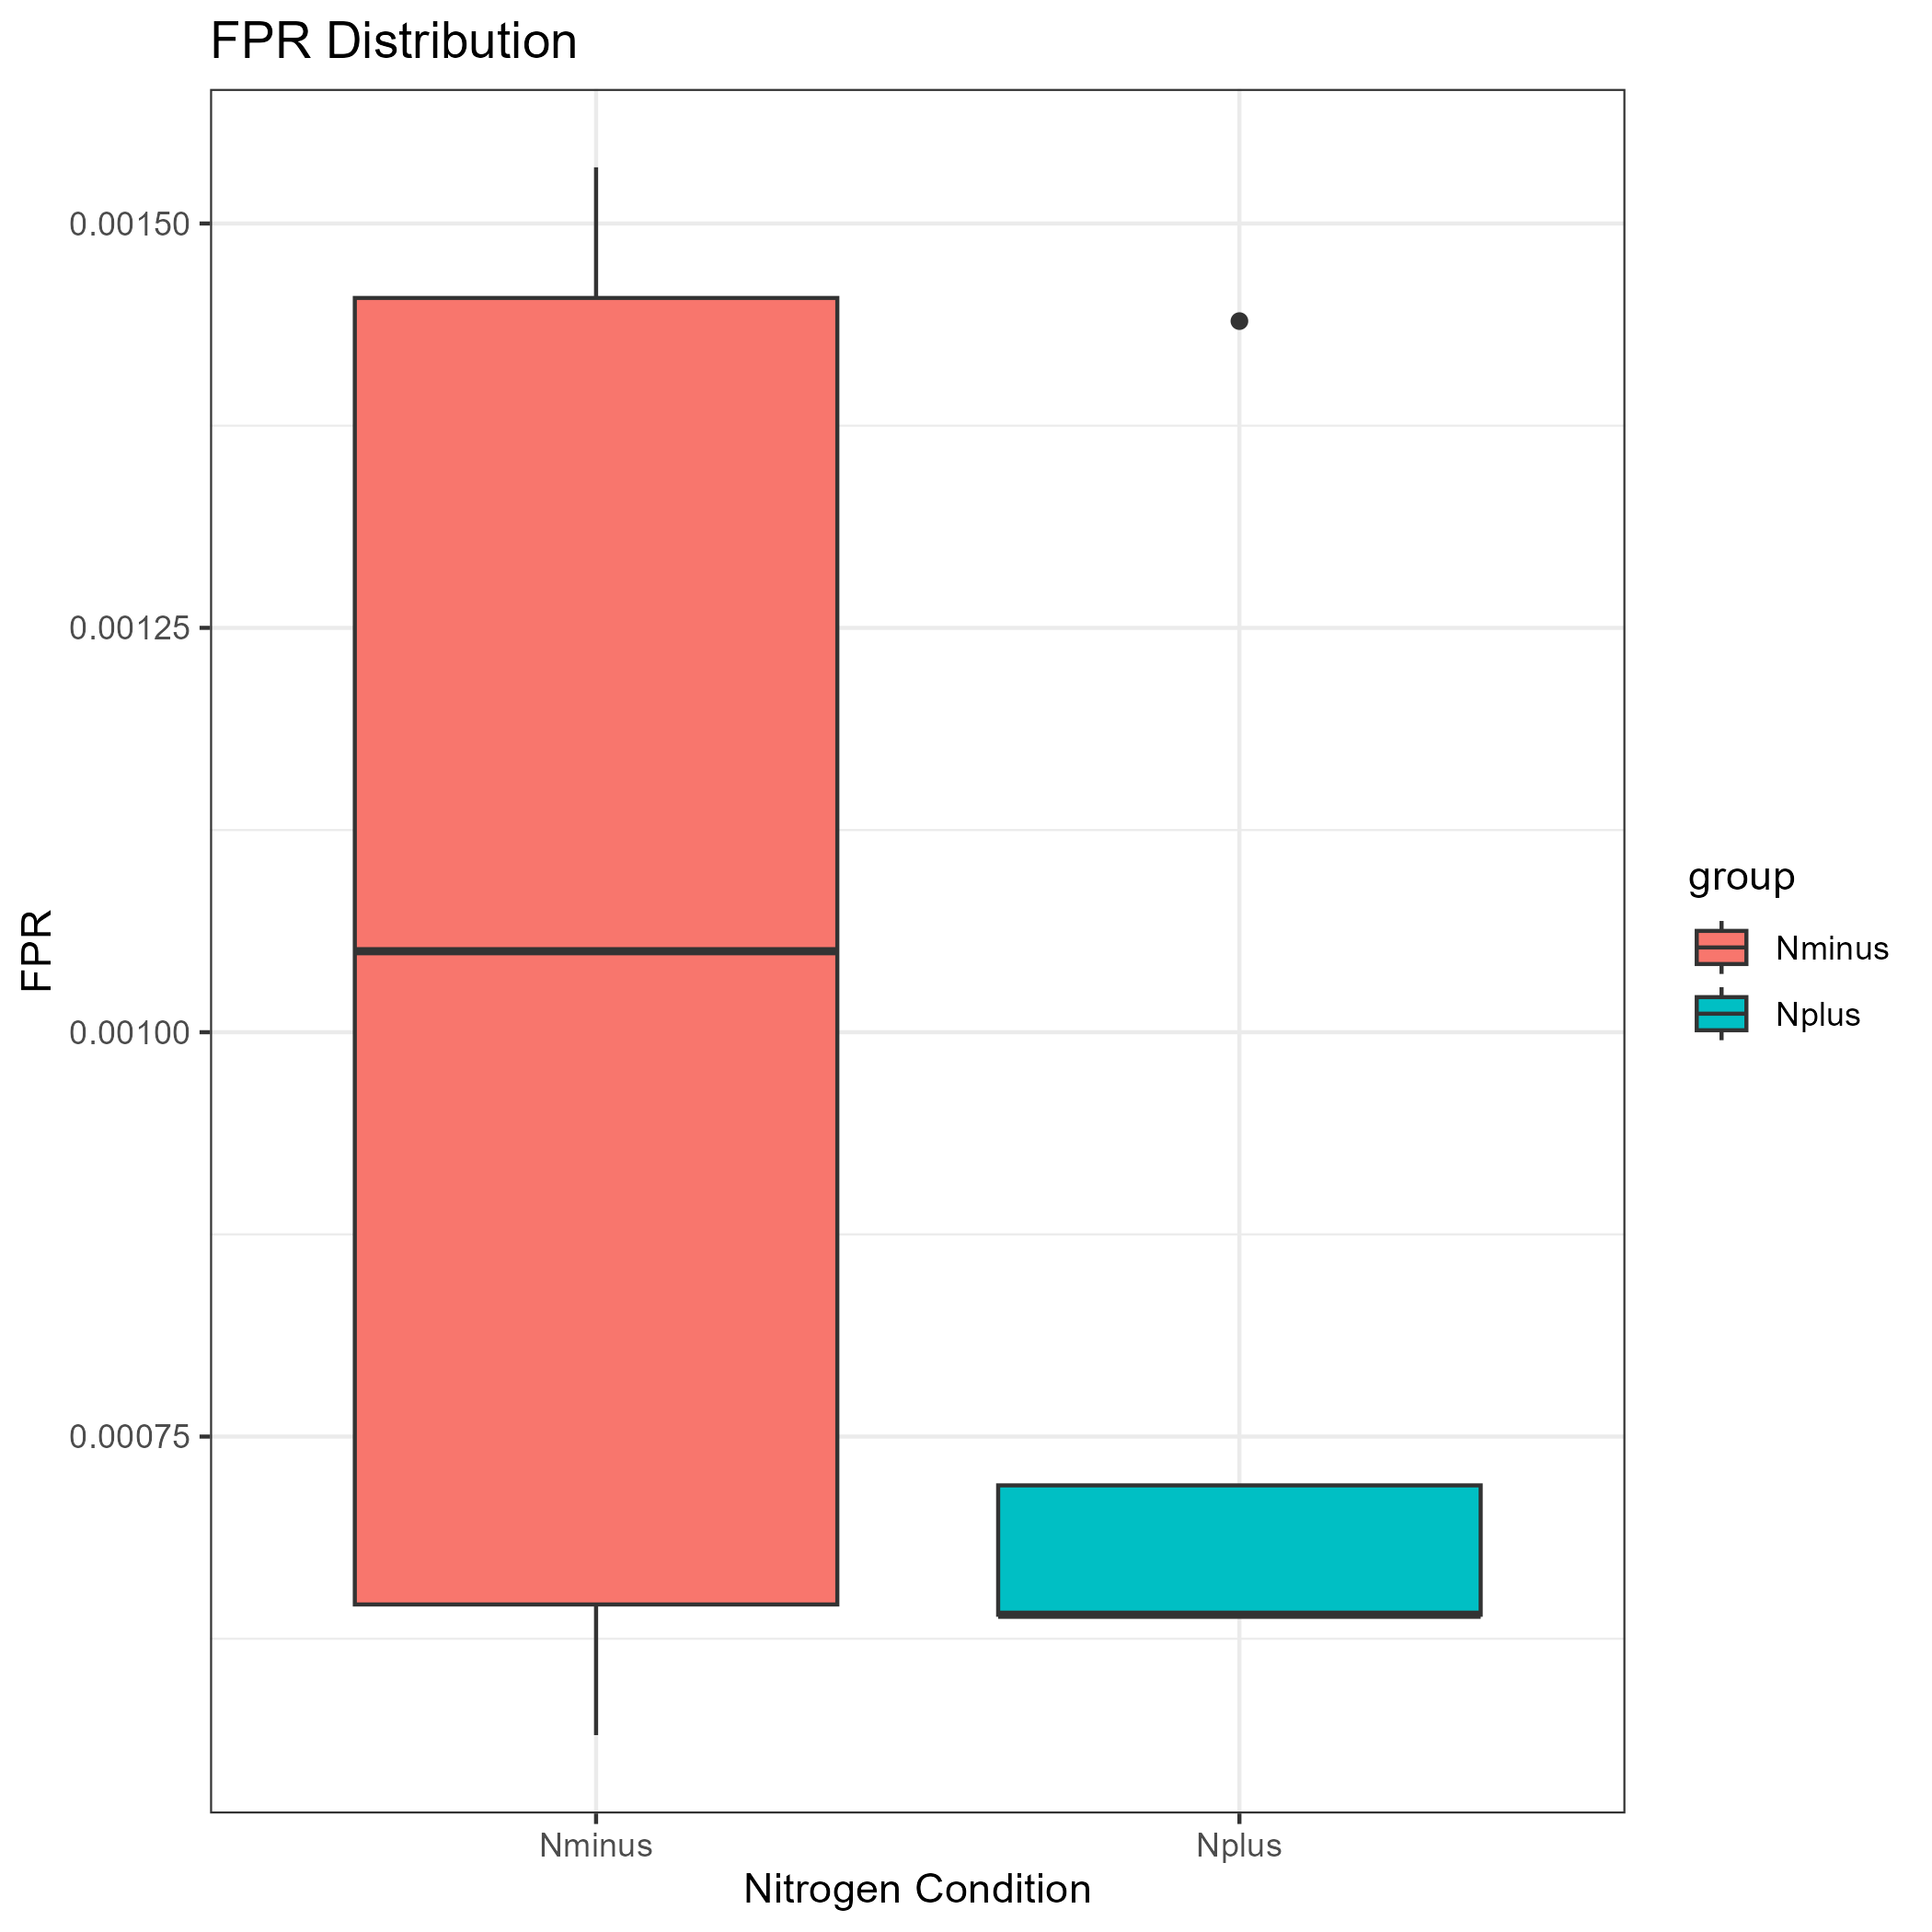 FPR Distribution
FPR
0.00150
0.00125
0.00100
0.00075
Nminus
Nplus
Nitrogen Condition
group
Nminus
Nplus